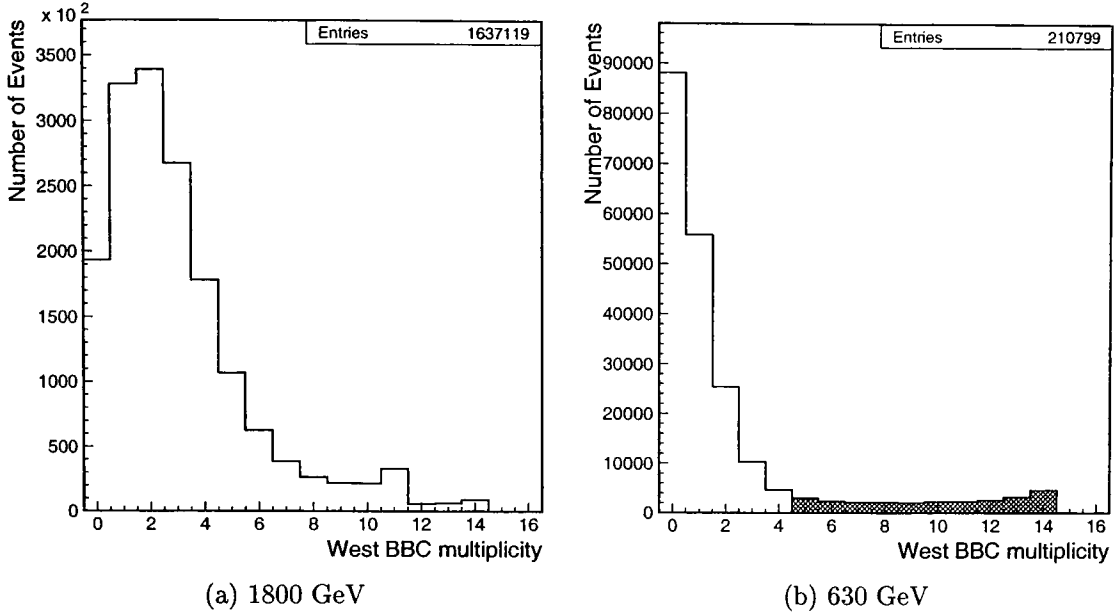 x 10²
Entries 1637119
Number of Events
3500
3000
2500
2000
1500
1000
500
0
0 2 4 6 8 10 12 14 16
West BBC multiplicity
(a) 1800 GeV
Entries 210799
Number of Events
90000
80000
70000
60000
50000
40000
30000
20000
10000
0
0 2 4 6 8 10 12 14 16
West BBC multiplicity
(b) 630 GeV